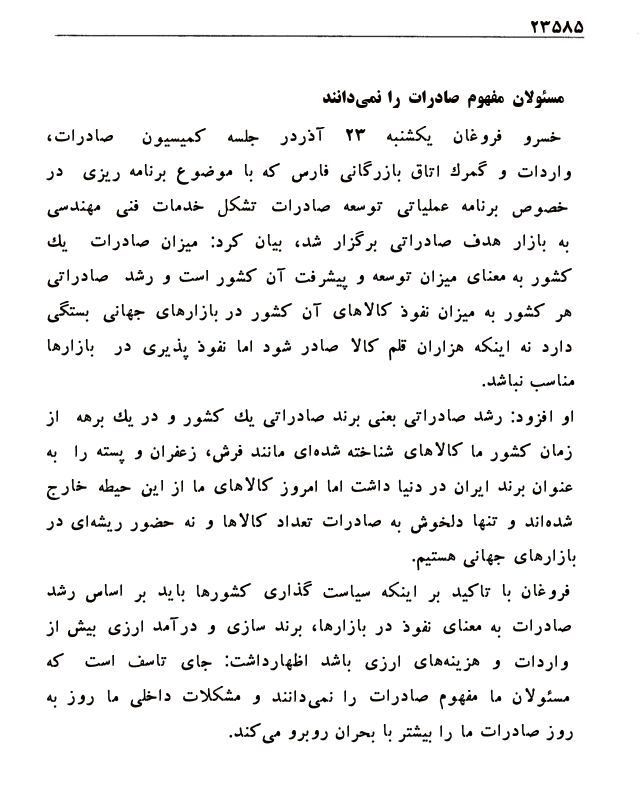 ۲۳۵۸۵
مسئولان مفهوم صادرات را نمی‌دانند
خسرو فروغان یکشنبه ۲۳ آذردر جلسه کمیسیون صادرات،
واردات و گمرك اتاق بازرگانی فارس که با موضوع برنامه ریزی در
خصوص برنامه عملیاتی توسعه صادرات تشکل خدمات فنی مهندسی
به بازار هدف صادراتی برگزار شد، بیان کرد: میزان صادرات یك
کشور به معنای میزان توسعه و پیشرفت آن کشور است و رشد صادراتی
هر کشور به میزان نفوذ کالاهای آن کشور در بازارهای جهانی بستگی
دارد نه اینکه هزاران قلم کالا صادر شود اما نفوذ پذیری در بازارها
مناسب نباشد.
او افزود: رشد صادراتی یعنی برند صادراتی یك کشور و در یك برهه از
زمان کشور ما کالاهای شناخته شده‌ای مانند فرش، زعفران و پسته را به
عنوان برند ایران در دنیا داشت اما امروز کالاهای ما از این حیطه خارج
شده‌اند و تنها دلخوش به صادرات تعداد کالاها و نه حضور ریشه‌ای در
بازارهای جهانی هستیم.
فروغان با تاکید بر اینکه سیاست گذاری کشورها باید بر اساس رشد
صادرات به معنای نفوذ در بازارها، برند سازی و درآمد ارزی بیش از
واردات و هزینه‌های ارزی باشد اظهارداشت: جای تاسف است که
مسئولان ما مفهوم صادرات را نمی‌دانند و مشکلات داخلی ما روز به
روز صادرات ما را بیشتر با بحران روبرو می‌کند.